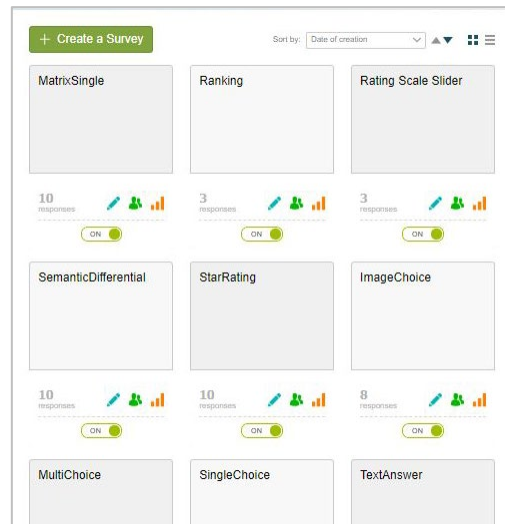 + Create a Survey
Sort by: Date of creation
MatrixSingle
Ranking
Rating Scale Slider
10
responses
3
responses
3
responses
ON
ON
ON
SemanticDifferential
StarRating
ImageChoice
10
responses
10
responses
8
responses
ON
ON
ON
MultiChoice
SingleChoice
TextAnswer